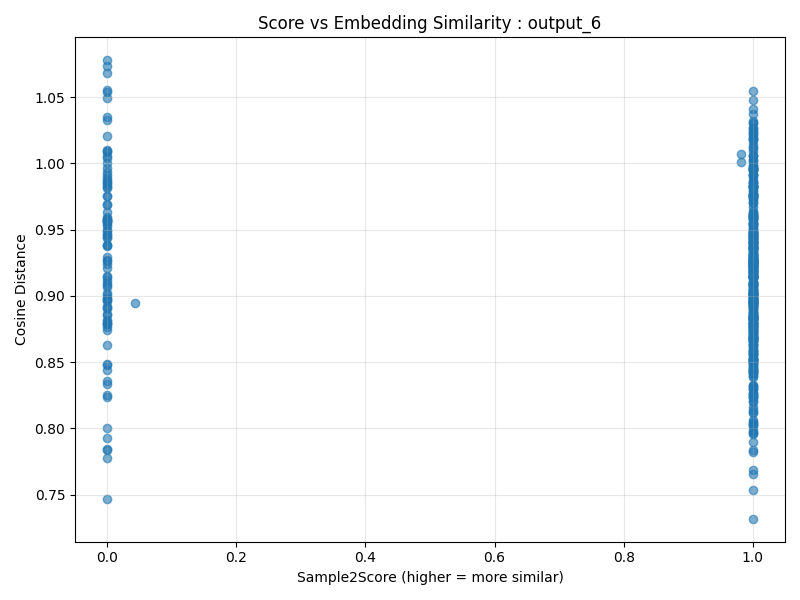 Score vs Embedding Similarity : output_6
Cosine Distance
1.05
1.00
0.95
0.90
0.85
0.80
0.75
0.0 0.2 0.4 0.6 0.8 1.0
Sample2Score (higher = more similar)